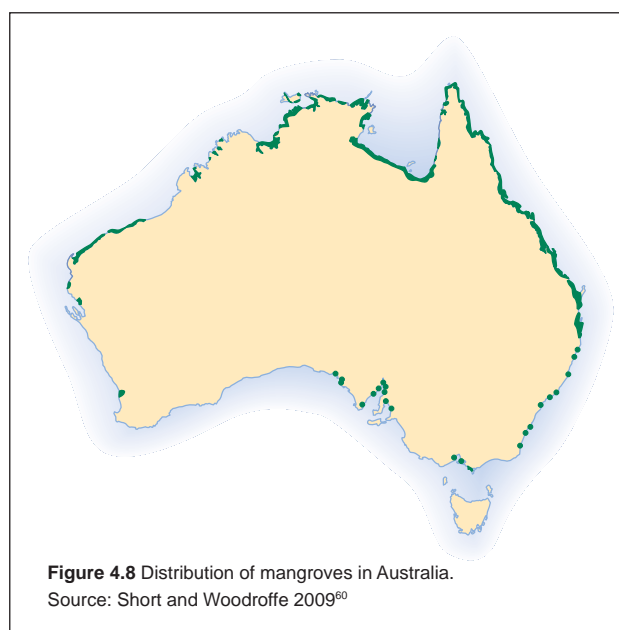 Figure 4.8 Distribution of mangroves in Australia.
Source: Short and Woodroffe 2009⁶⁰